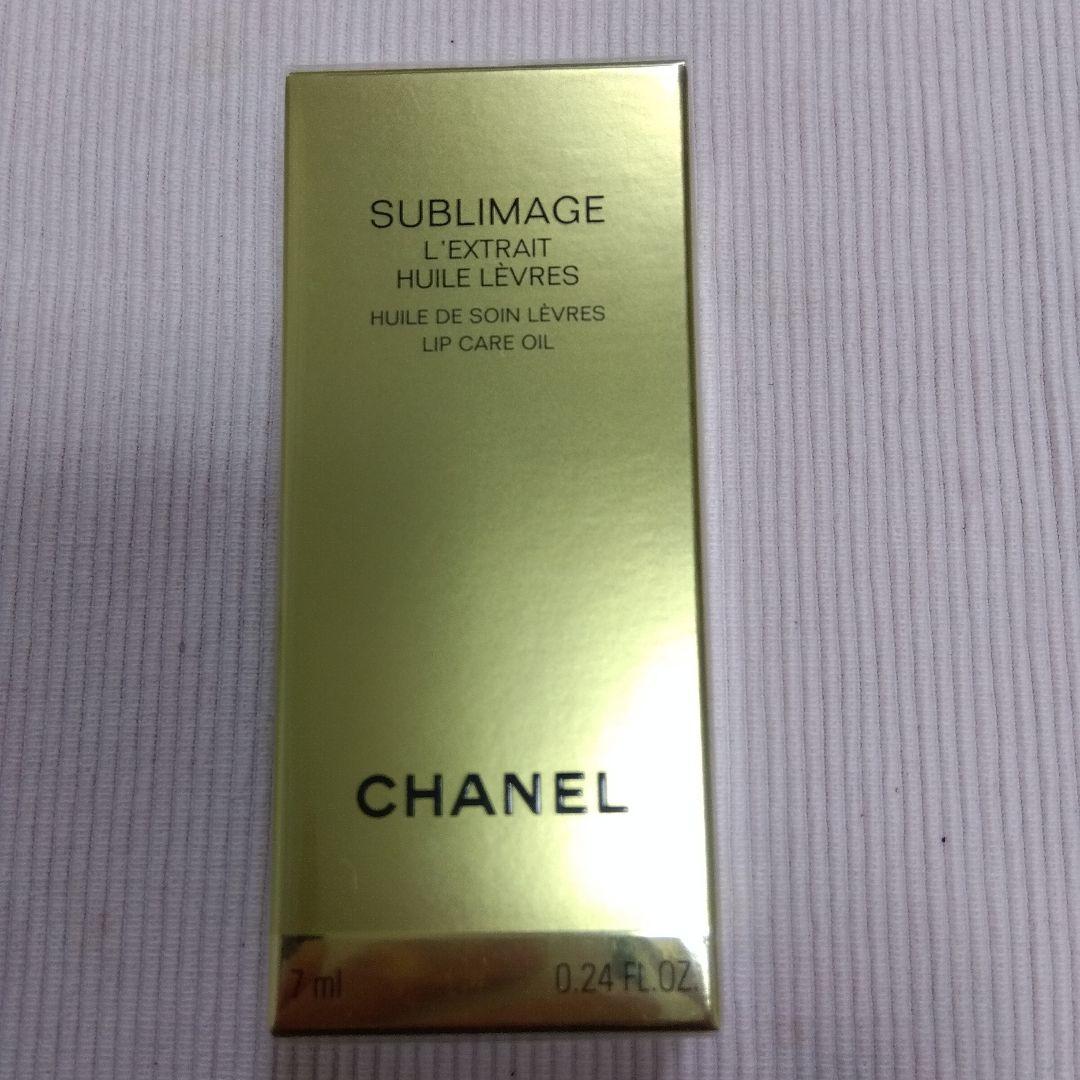 SUBLIMAGE
L'EXTRAIT
HUILE LÈVRES
HUILE DE SOIN LÈVRES
LIP CARE OIL
CHANEL
7 ml 0.24 FL.OZ.